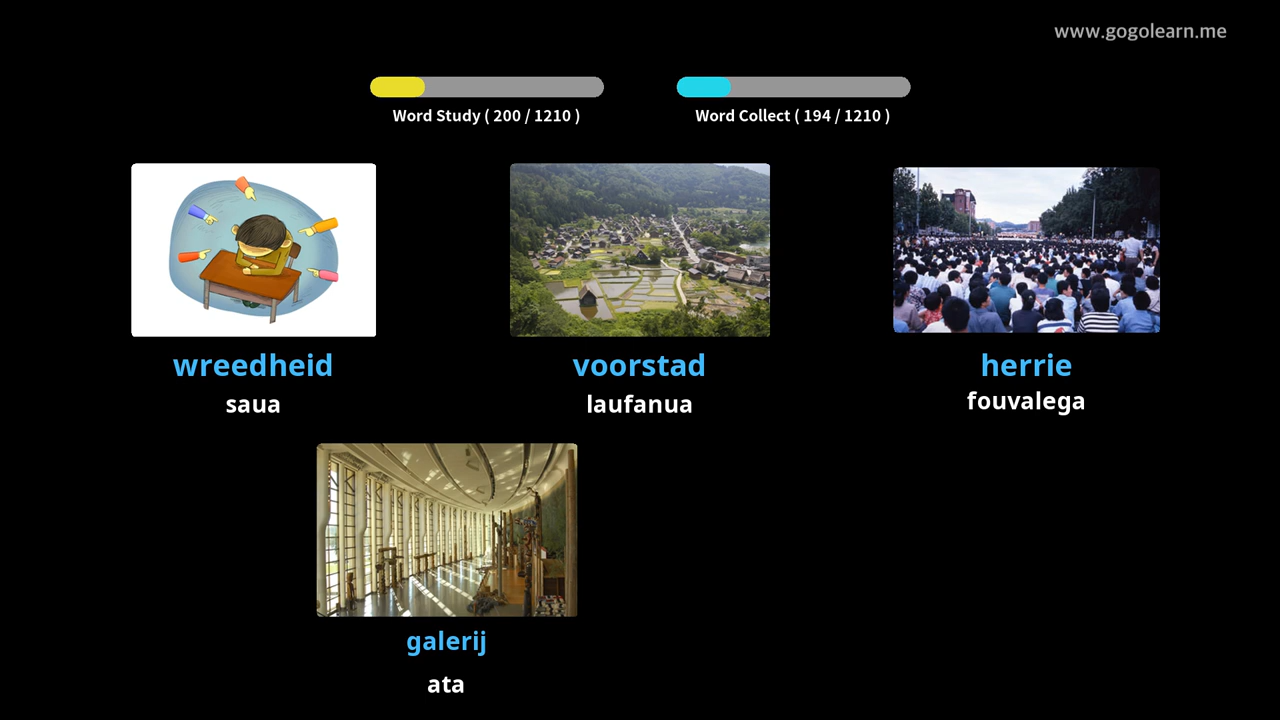 www.gogolearn.me
Word Study ( 200 / 1210 )
Word Collect ( 194 / 1210 )
wreedheid
saua
voorstad
laufanua
herrie
fouvalega
galerij
ata